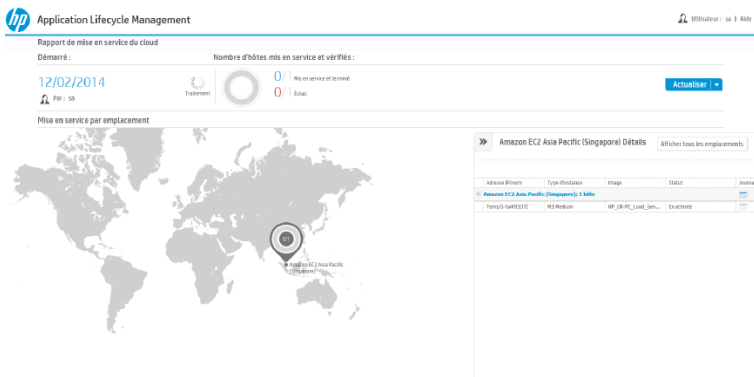 hp
Application Lifecycle Management
Utilisateur : sa | Aide
Rapport de mise en service du cloud
Démarré :
Nombre d'hôtes mis en service et vérifiés :
12/02/2014
Par : sa
Traitement
0/1 Mis en service et terminé
0/1 Échec
Actualiser
Mise en service par emplacement
0/1
Amazon EC2 Asia Pacific
(Singapore)
Amazon EC2 Asia Pacific (Singapore) Détails
Afficher tous les emplacements
Adresse IP/nom Type d'instance Image Statut Journa
Amazon EC2 Asia Pacific (Singapore); 1 hôte
M3 Medium HP_LR-PC_Load_Gen... En attente